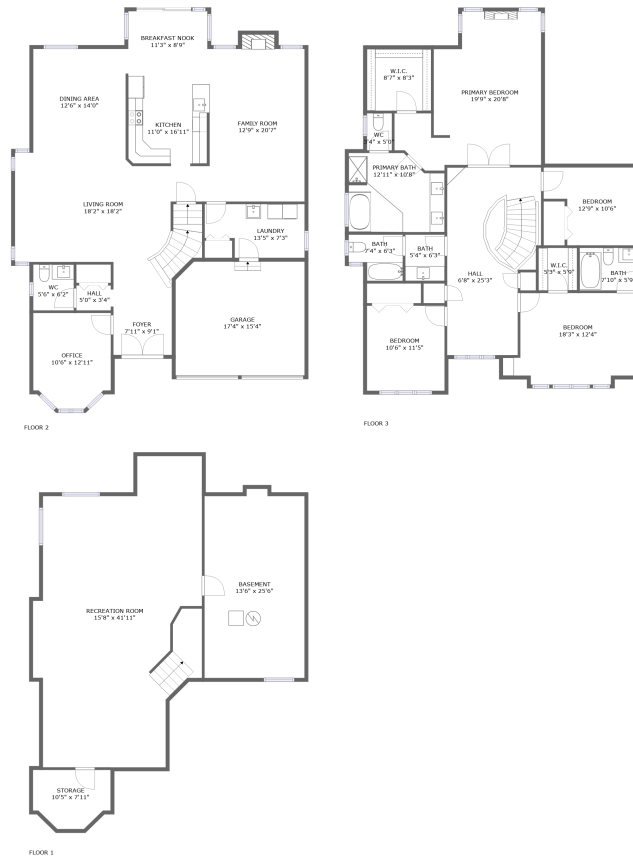 BREAKFAST NOOK
11'3" x 8'9"
DINING AREA
12'6" x 14'0"
KITCHEN
11'0" x 16'11"
FAMILY ROOM
12'9" x 20'7"
LIVING ROOM
18'2" x 18'2"
LAUNDRY
13'5" x 7'3"
WC
5'6" x 6'2"
HALL
5'0" x 3'4"
FOYER
7'11" x 9'1"
GARAGE
17'4" x 15'4"
OFFICE
10'6" x 12'11"
FLOOR 2
W.I.C.
8'7" x 8'3"
PRIMARY BEDROOM
19'9" x 20'8"
WC
'4" x 5'0"
PRIMARY BATH
12'11" x 10'8"
BEDROOM
12'9" x 10'6"
BATH
7'4" x 6'3"
BATH
5'4" x 6'3"
HALL
6'8" x 25'3"
W.I.C.
5'3" x 5'9"
BATH
7'10" x 5'9"
BEDROOM
10'6" x 11'5"
BEDROOM
18'3" x 12'4"
FLOOR 3
BASEMENT
13'6" x 25'6"
RECREATION ROOM
15'8" x 41'11"
STORAGE
10'5" x 7'11"
FLOOR 1